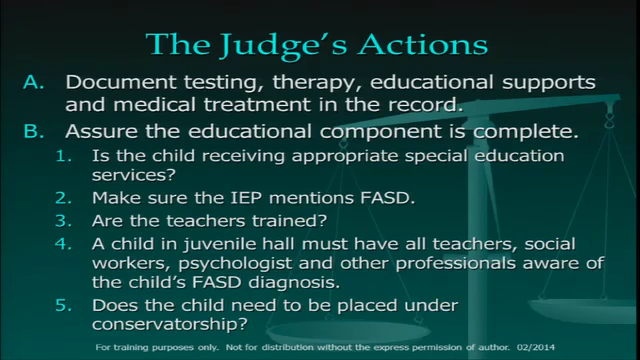 The Judge's Actions
A. Document testing, therapy, educational supports
and medical treatment in the record.
B. Assure the educational component is complete.
1. Is the child receiving appropriate special education
services?
2. Make sure the IEP mentions FASD.
3. Are the teachers trained?
4. A child in juvenile hall must have all teachers, social
workers, psychologist and other professionals aware of
the child's FASD diagnosis.
5. Does the child need to be placed under
conservatorship?
For training purposes only. Not for distribution without the express permission of author. 02/2014